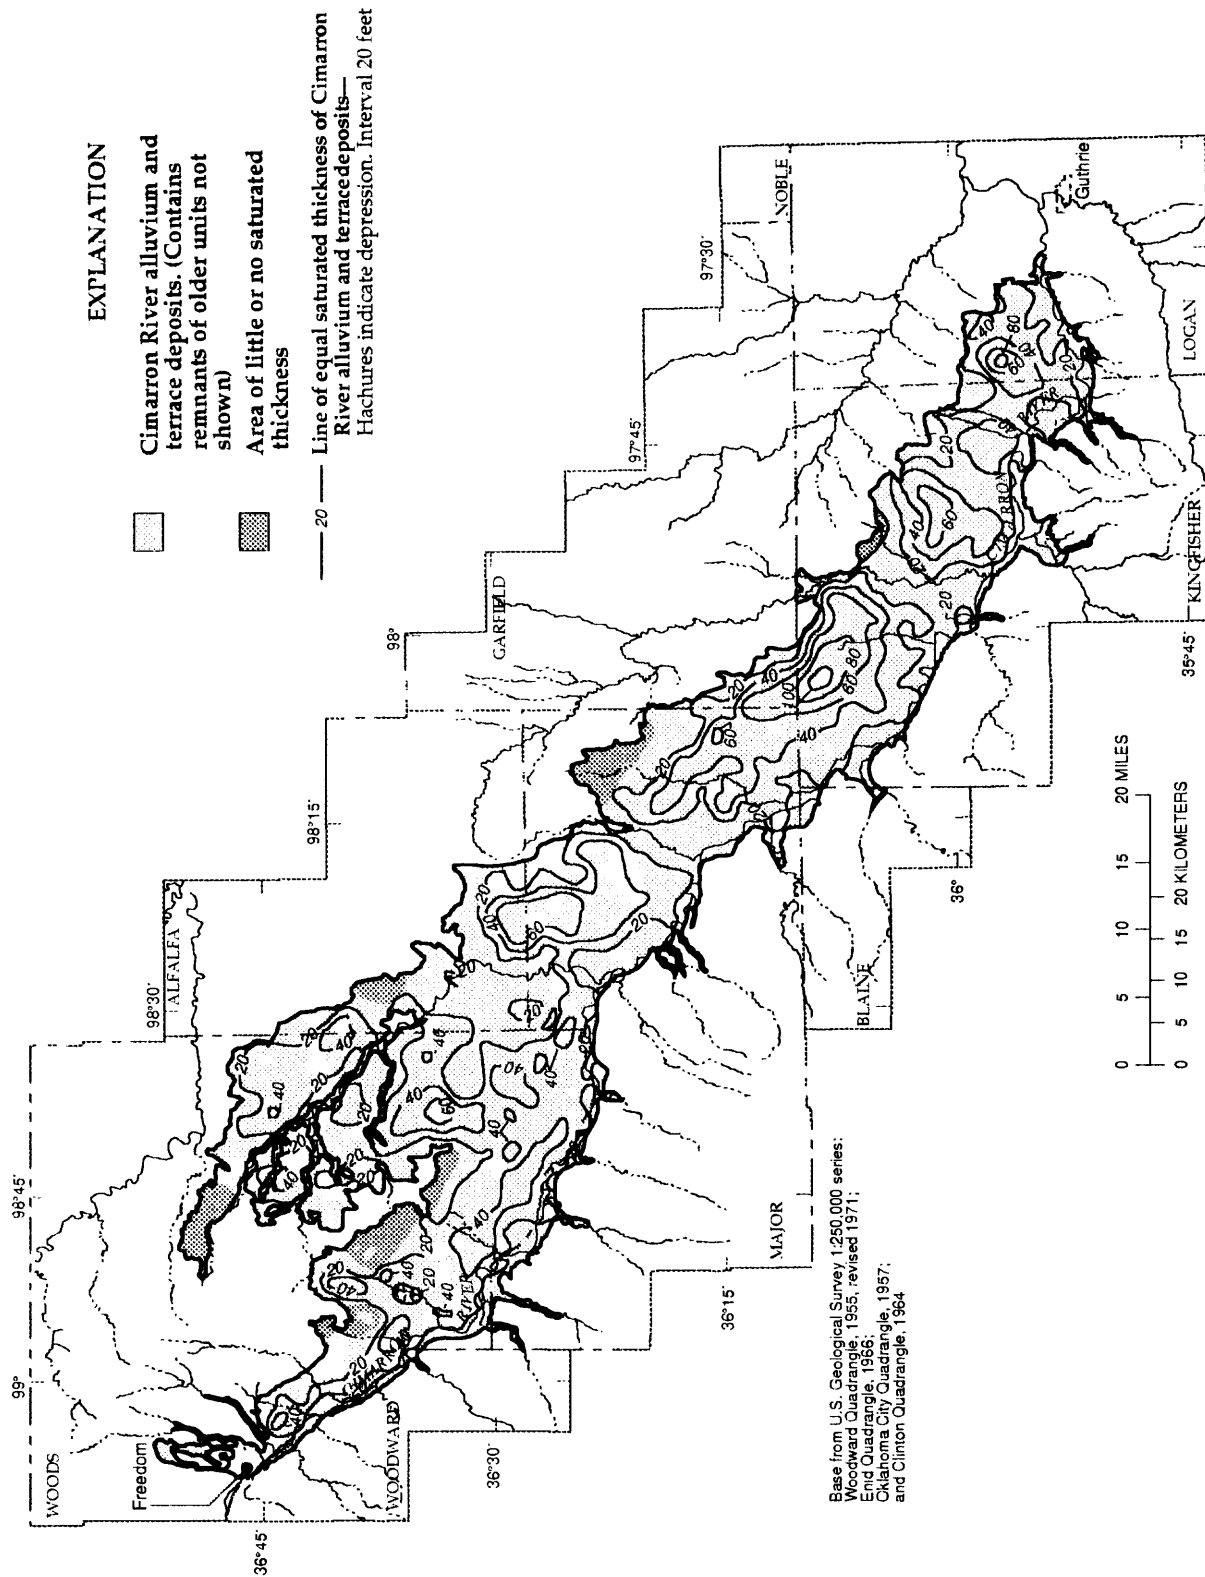 EXPLANATION
Cimarron River alluvium and
terrace deposits. (Contains
remnants of older units not
shown)
Area of little or no saturated
thickness
20
Line of equal saturated thickness of Cimarron
River alluvium and terrace deposits—
Hachures indicate depression. Interval 20 feet
99°
98°45'
98°30'
98°15'
98°
97°45'
97°30'
36°45'
36°30'
36°15'
36°
35°45'
WOODS
ALFALFA
WOODWARD
MAJOR
GARFIELD
BLAINE
KINGFISHER
LOGAN
NOBLE
Freedom
Guthrie
CIMARRON
RIVER
CIMARRON
RIVER
20
40
60
80
100
0 5 10 15 20 MILES
0 5 10 15 20 KILOMETERS
Base from U.S. Geological Survey 1:250,000 series:
Woodward Quadrangle, 1955, revised 1971;
Enid Quadrangle, 1966;
Oklahoma City Quadrangle, 1957;
and Clinton Quadrangle, 1964